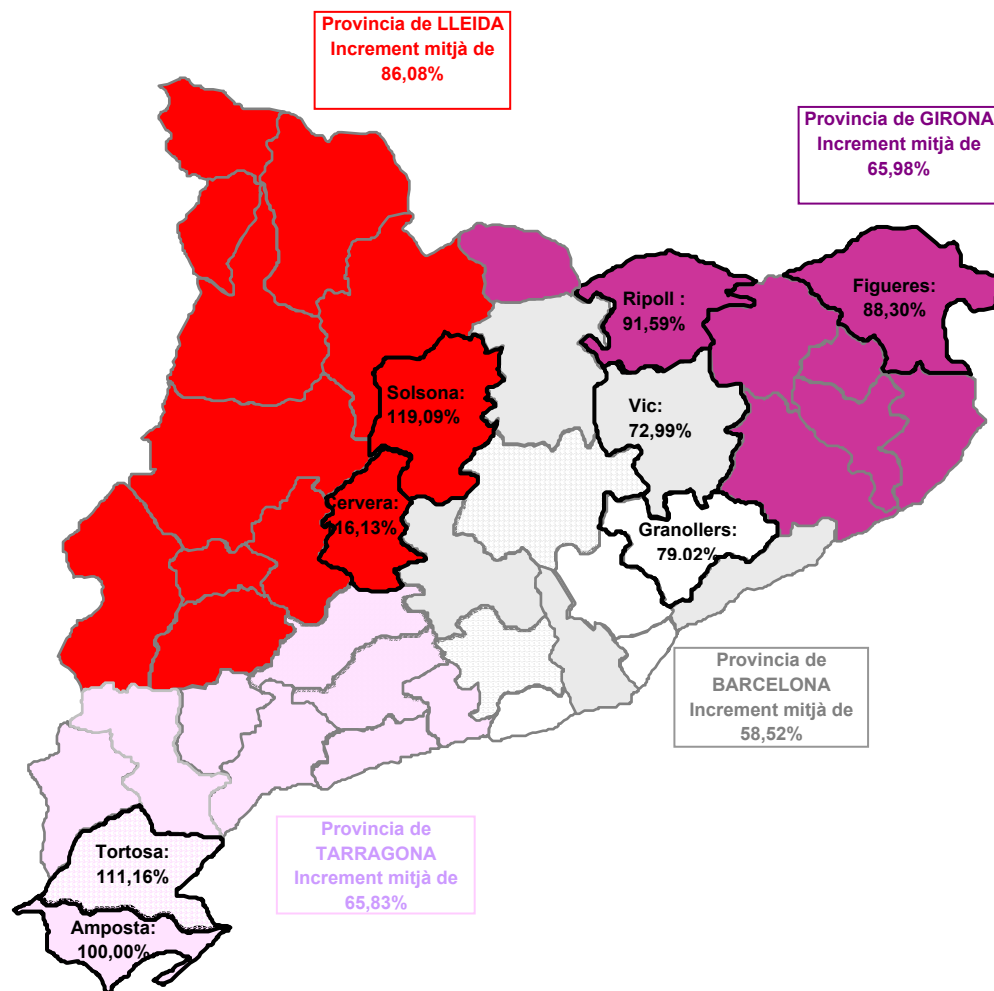 Provincia de LLEIDA
Increment mitjà de
86,08%
Provincia de GIRONA
Increment mitjà de
65,98%
Ripoll :
91,59%
Figueres:
88,30%
Solsona:
119,09%
Vic:
72,99%
Cervera:
16,13%
Granollers:
79.02%
Provincia de
BARCELONA
Increment mitjà de
58,52%
Provincia de
TARRAGONA
Increment mitjà de
65,83%
Tortosa:
111,16%
Amposta:
100,00%